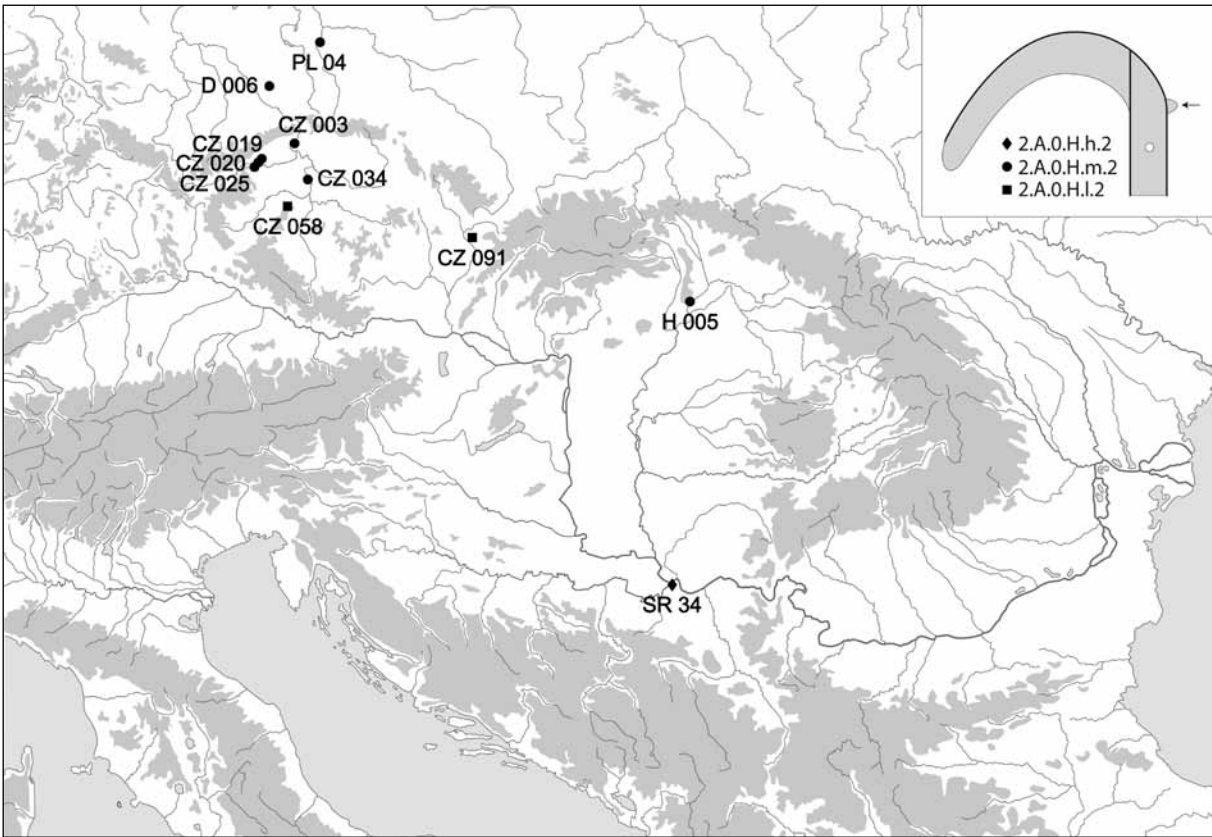 PL 04
D 006
CZ 003
CZ 019
CZ 020
CZ 025
CZ 034
CZ 058
CZ 091
H 005
SR 34
2.A.0.H.h.2
2.A.0.H.m.2
2.A.0.H.l.2